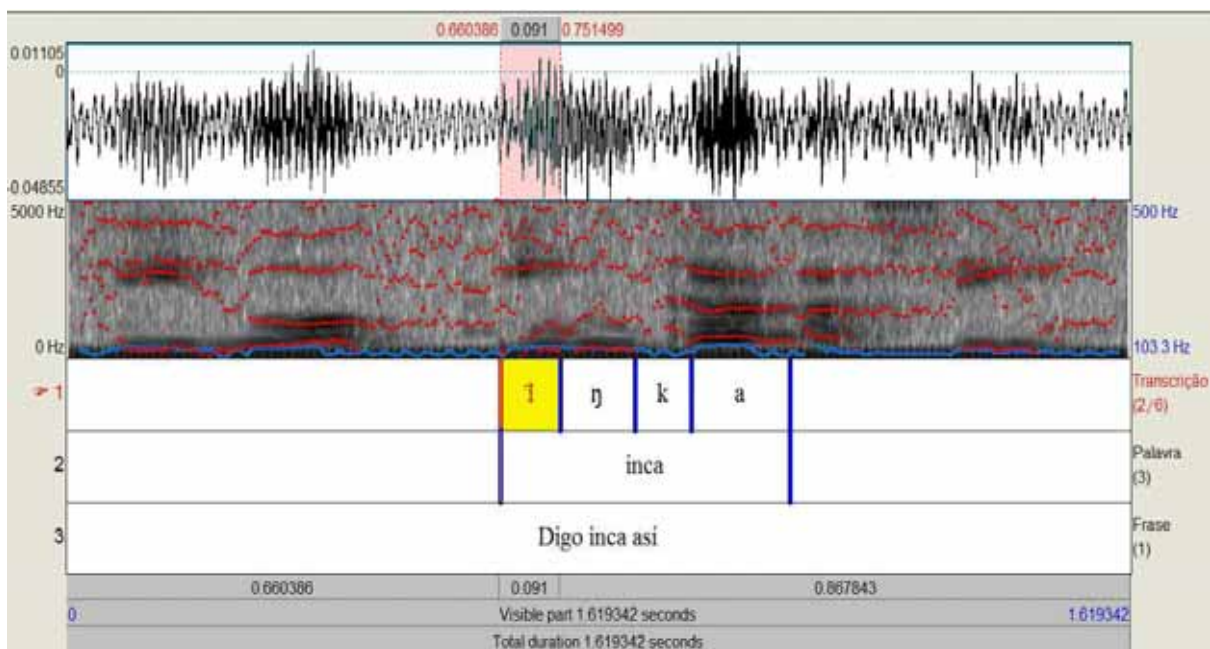 0.660386 0.091 0.751499
0.01105
0
-0.04855
5000 Hz 500 Hz
0 Hz 103.3 Hz
1 ĩ ŋ k a Transcrição (2/6)
2 inca Palavra (3)
3 Digo inca así Frase (1)
0.660386 0.091 0.867843
0 Visible part 1.619342 seconds 1.619342
Total duration 1.619342 seconds